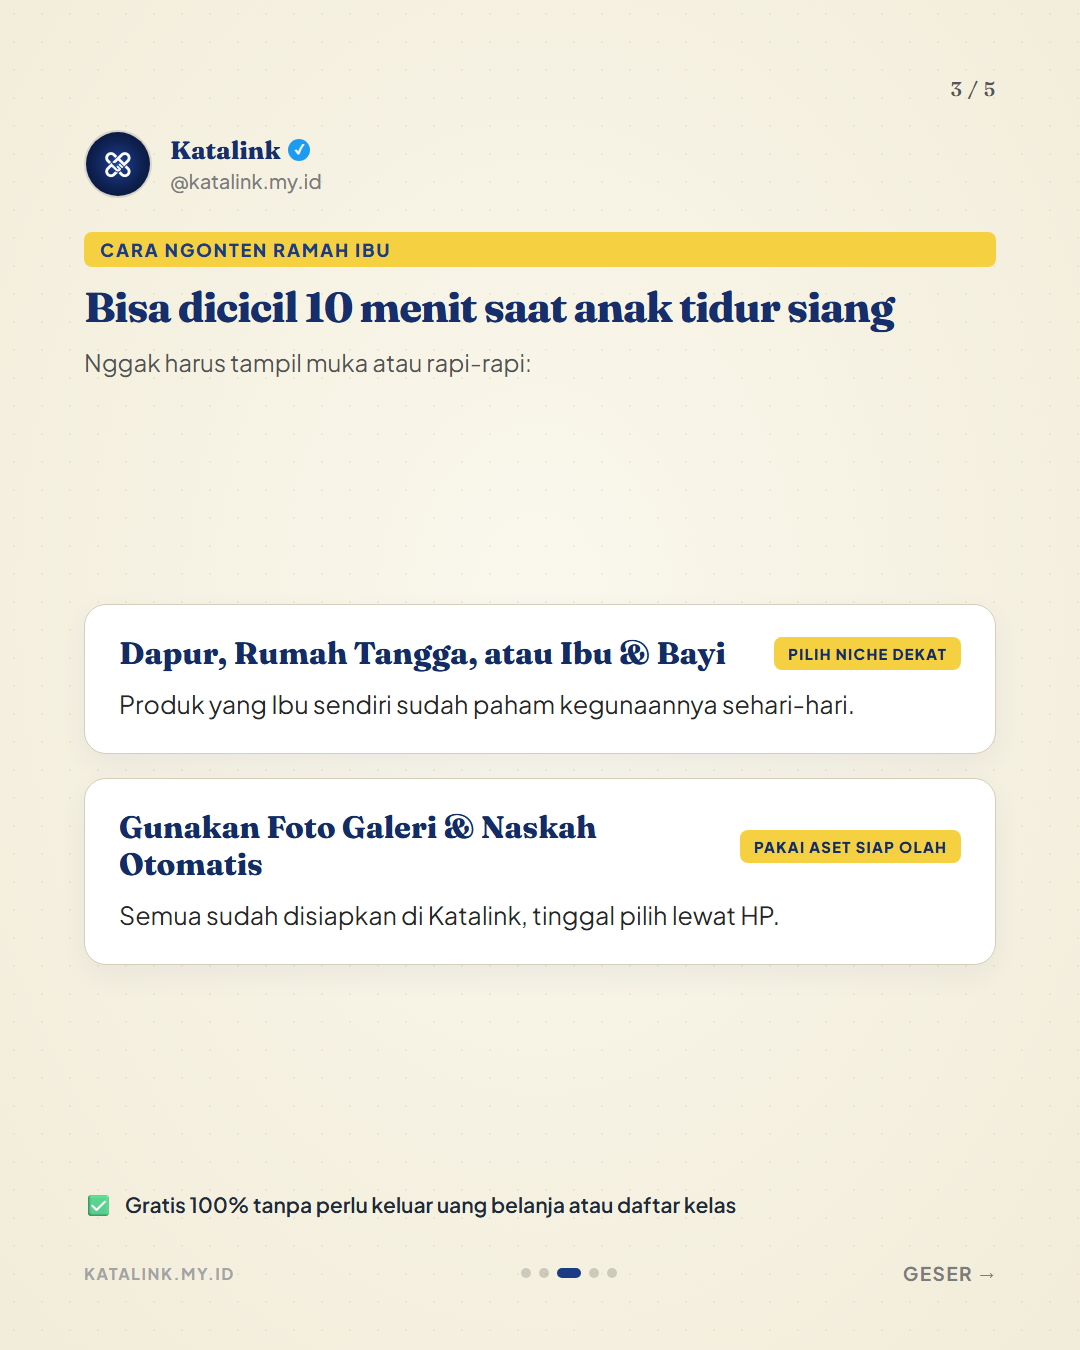 3 / 5
Katalink
@katalink.my.id
CARA NGONTEN RAMAH IBU
Bisa dicicil 10 menit saat anak tidur siang
Nggak harus tampil muka atau rapi-rapi:
Dapur, Rumah Tangga, atau Ibu & Bayi
PILIH NICHE DEKAT
Produk yang Ibu sendiri sudah paham kegunaannya sehari-hari.
Gunakan Foto Galeri & Naskah
Otomatis
PAKAI ASET SIAP OLAH
Semua sudah disiapkan di Katalink, tinggal pilih lewat HP.
✅ Gratis 100% tanpa perlu keluar uang belanja atau daftar kelas
KATALINK.MY.ID
GESER →